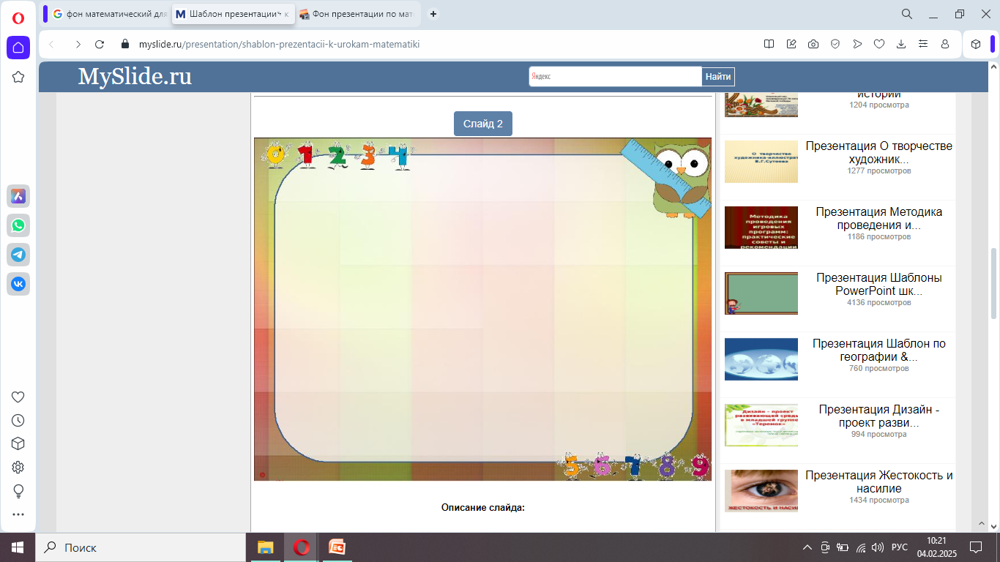 фон математический для
Шаблон презентации" к
Фон презентации по мат
myslide.ru/presentation/shablon-prezentacii-k-urokam-matematiki
MySlide.ru
Яндекс
Найти
Слайд 2
0 1 2 3 4
5 6 7 8 9
Описание слайда:
истории
1204 просмотра
О творчестве
художника-иллюстрат
В.Г.Сутеева
Презентация О творчестве
художник...
1277 просмотров
Методика
проведения
игровых
программ:
практические
советы и
рекомендации
Презентация Методика
проведения и...
1186 просмотров
Презентация Шаблоны
PowerPoint шк...
4136 просмотров
Презентация Шаблон по
географии &...
760 просмотров
Дизайн - проект
развивающей среды
в младшей группе
«Теремок»
Презентация Дизайн -
проект разви...
994 просмотра
ЖЕСТОКОСТЬ И НАСИЛ
Презентация Жестокость и
насилие
1434 просмотра
Поиск
РУС
10:21
04.02.2025